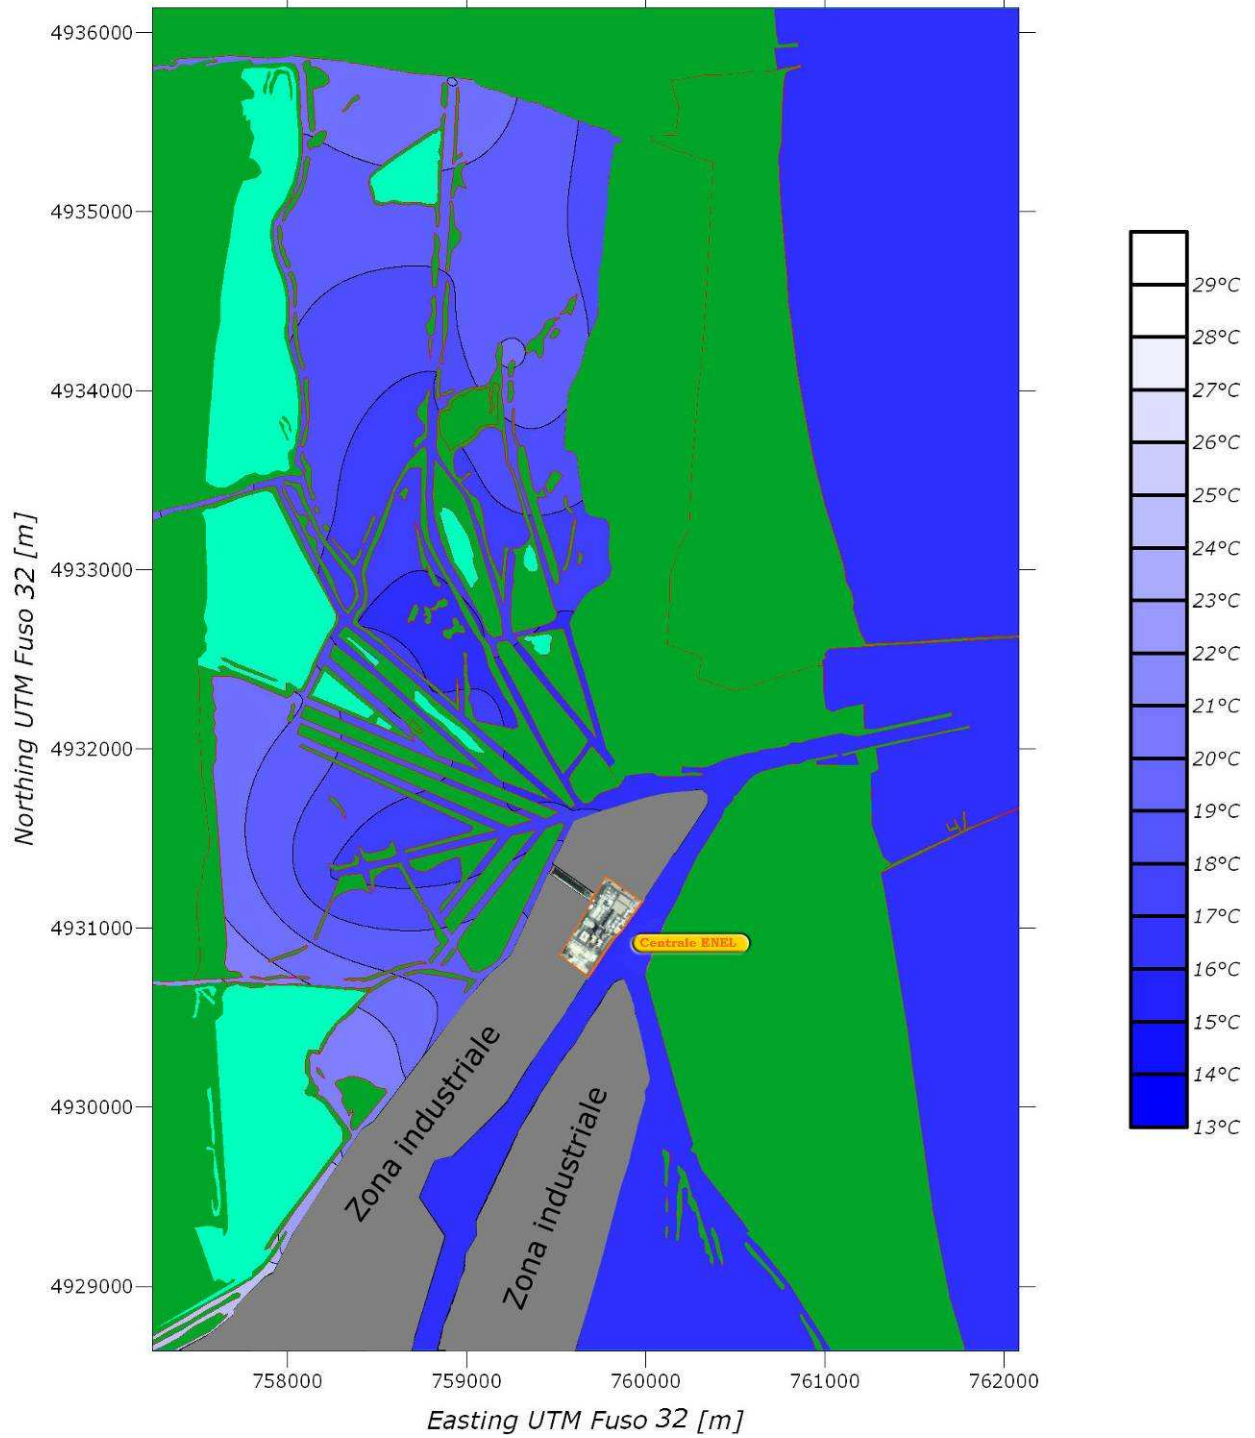 4936000
4935000
4934000
4933000
4932000
4931000
4930000
4929000
Northing UTM Fuso 32 [m]
758000
759000
760000
761000
762000
Easting UTM Fuso 32 [m]
Centrale ENEL
Zona industriale
Zona industriale
29°C
28°C
27°C
26°C
25°C
24°C
23°C
22°C
21°C
20°C
19°C
18°C
17°C
16°C
15°C
14°C
13°C